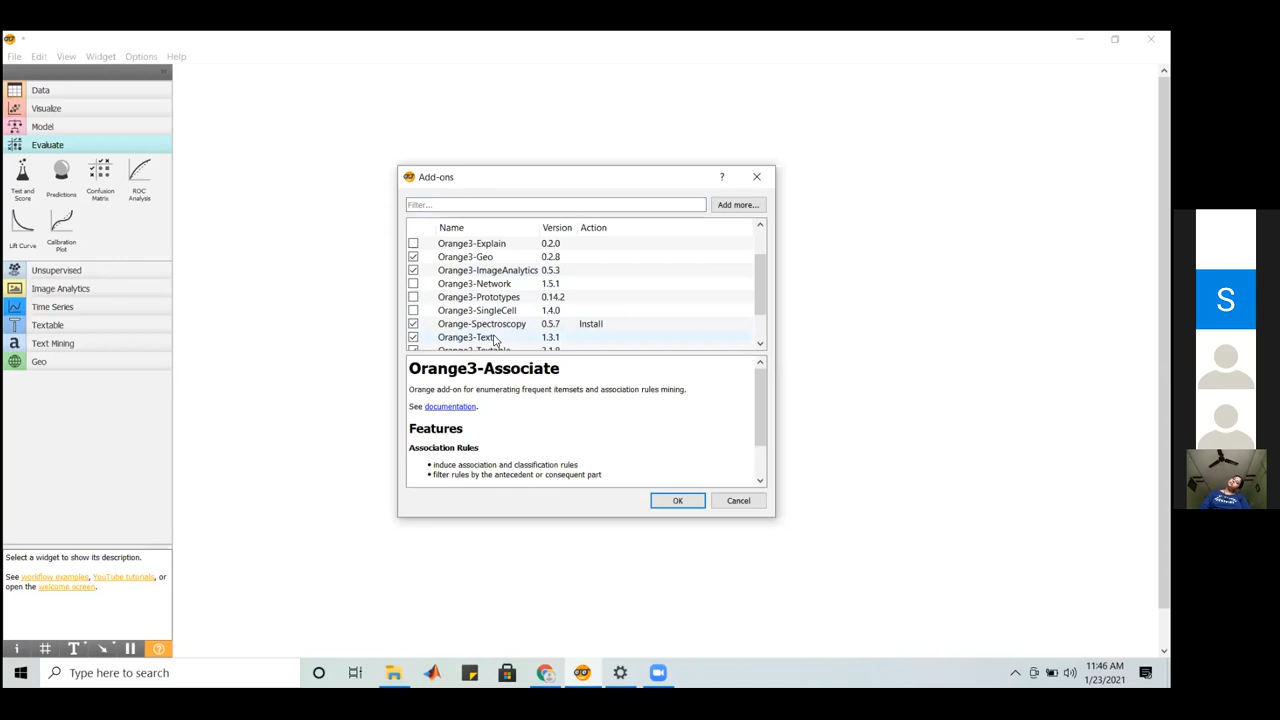 File Edit View Widget Options Help
Data
Visualize
Model
Evaluate
Test and Score
Predictions
Confusion Matrix
ROC Analysis
Lift Curve
Calibration Plot
Unsupervised
Image Analytics
Time Series
Textable
Text Mining
Geo
Select a widget to show its description.
See workflow examples, YouTube tutorials, or
open the welcome screen.
Add-ons
?
Filter...
Add more...
Name Version Action
Orange3-Explain 0.2.0
Orange3-Geo 0.2.8
Orange3-ImageAnalytics 0.5.3
Orange3-Network 1.5.1
Orange3-Prototypes 0.14.2
Orange3-SingleCell 1.4.0
Orange-Spectroscopy 0.5.7 Install
Orange3-Text 1.3.1
Orange3-Textable 3.1.8
Orange3-Associate
Orange add-on for enumerating frequent itemsets and association rules mining.
See documentation.
Features
Association Rules
• induce association and classification rules
• filter rules by the antecedent or consequent part
OK Cancel
S
Type here to search
11:46 AM
1/23/2021